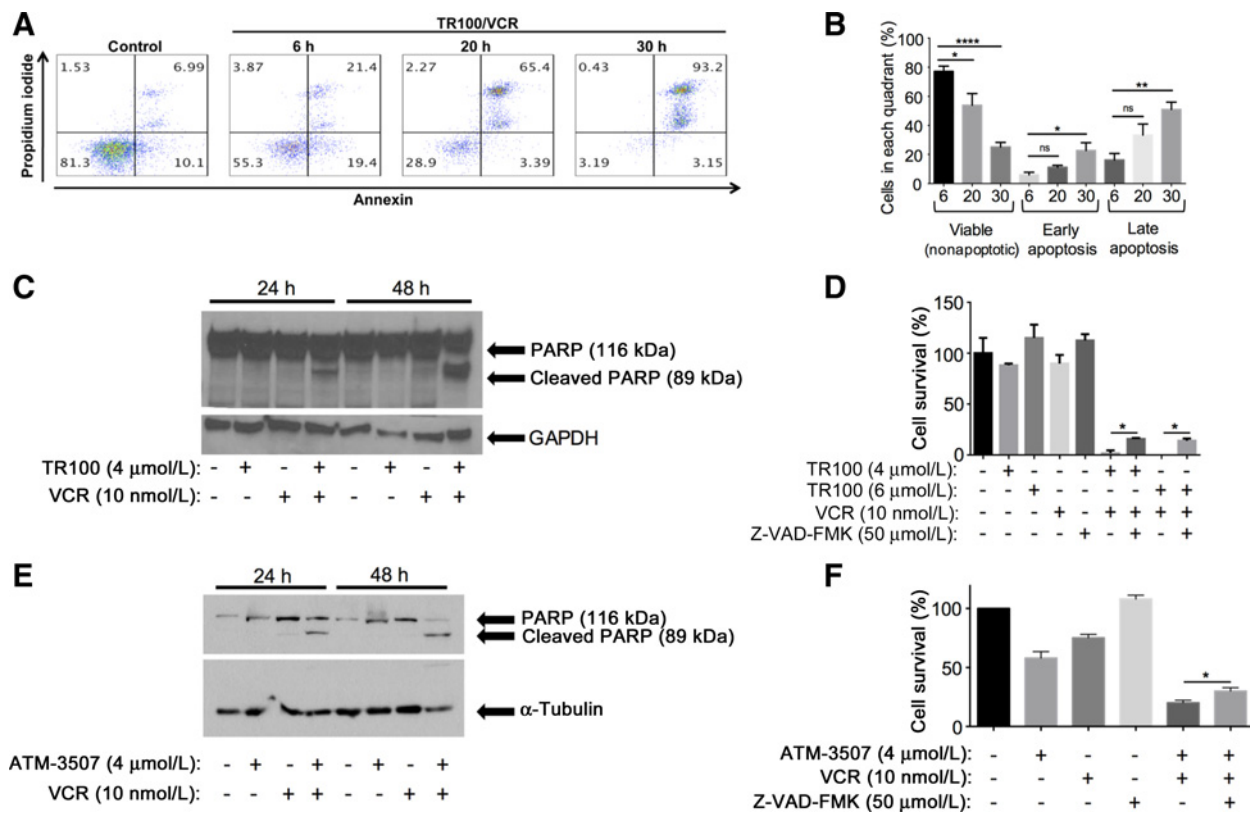 A
TR100/VCR
Control
6 h
20 h
30 h
1.53
6.99
3.87
21.4
2.27
65.4
0.43
93.2
81.3
10.1
55.3
19.4
28.9
3.39
3.19
3.15
Propidium iodide
Annexin
B
Cells in each quadrant (%)
100
80
60
40
20
0
****
*
*
ns
**
ns
6 20 30 6 20 30 6 20 30
Viable
(nonapoptotic)
Early
apoptosis
Late
apoptosis
C
24 h
48 h
PARP (116 kDa)
Cleaved PARP (89 kDa)
GAPDH
TR100 (4 μmol/L): - + - + - + - +
VCR (10 nmol/L): - - + + - - + +
D
Cell survival (%)
150
100
50
0
*
*
TR100 (4 μmol/L): - + - - - + + - -
TR100 (6 μmol/L): - - + - - - - + +
VCR (10 nmol/L): - - - + - + + + +
Z-VAD-FMK (50 μmol/L): - - - - + - + - +
E
24 h
48 h
PARP (116 kDa)
Cleaved PARP (89 kDa)
α-Tubulin
ATM-3507 (4 μmol/L): - + - + - + - +
VCR (10 nmol/L): - - + + - - + +
F
Cell survival (%)
100
50
0
*
ATM-3507 (4 μmol/L): - + - - + +
VCR (10 nmol/L): - - + - + +
Z-VAD-FMK (50 μmol/L): - - - + - +